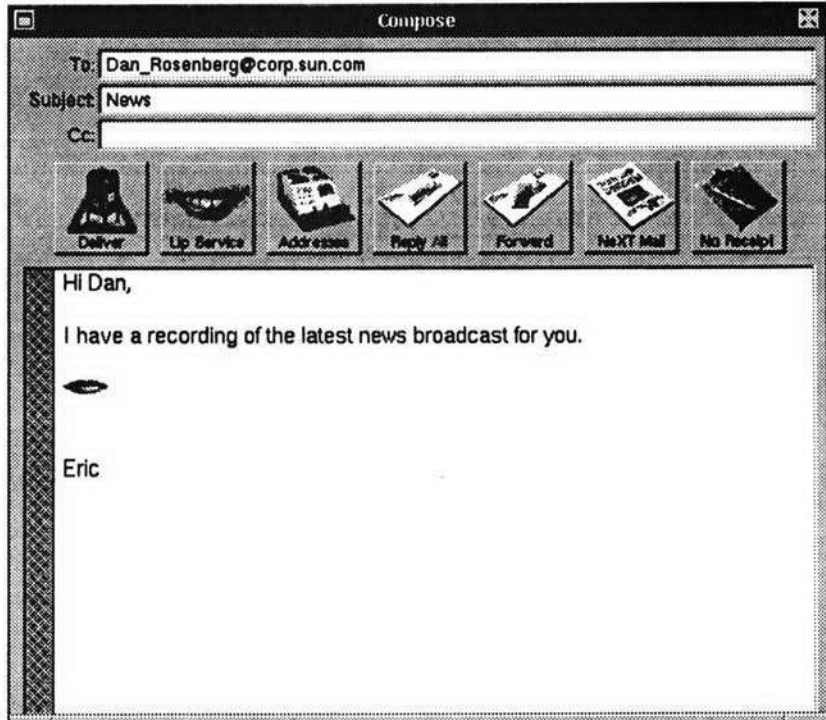 Compose
To: Dan_Rosenberg@corp.sun.com
Subject: News
Cc:
Deliver Lip Service Addresses Reply All Forward NeXT Mail No Receipt
Hi Dan,
I have a recording of the latest news broadcast for you.
Eric